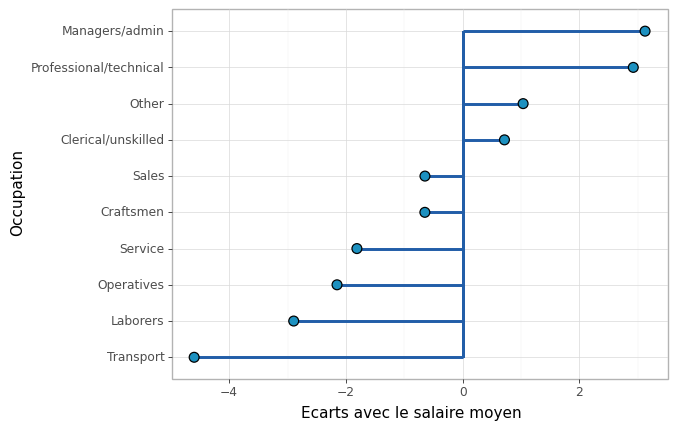 Managers/admin
Professional/technical
Other
Clerical/unskilled
Sales
Craftsmen
Service
Operatives
Laborers
Transport
Occupation
−4 −2 0 2
Ecarts avec le salaire moyen